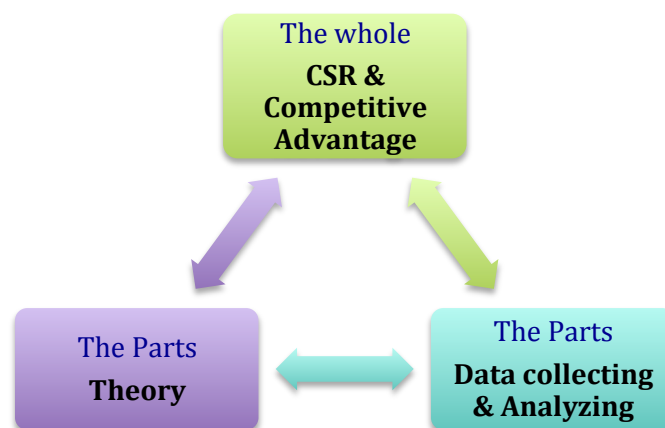 The whole
CSR &
Competitive
Advantage
The Parts
Theory
The Parts
Data collecting
& Analyzing